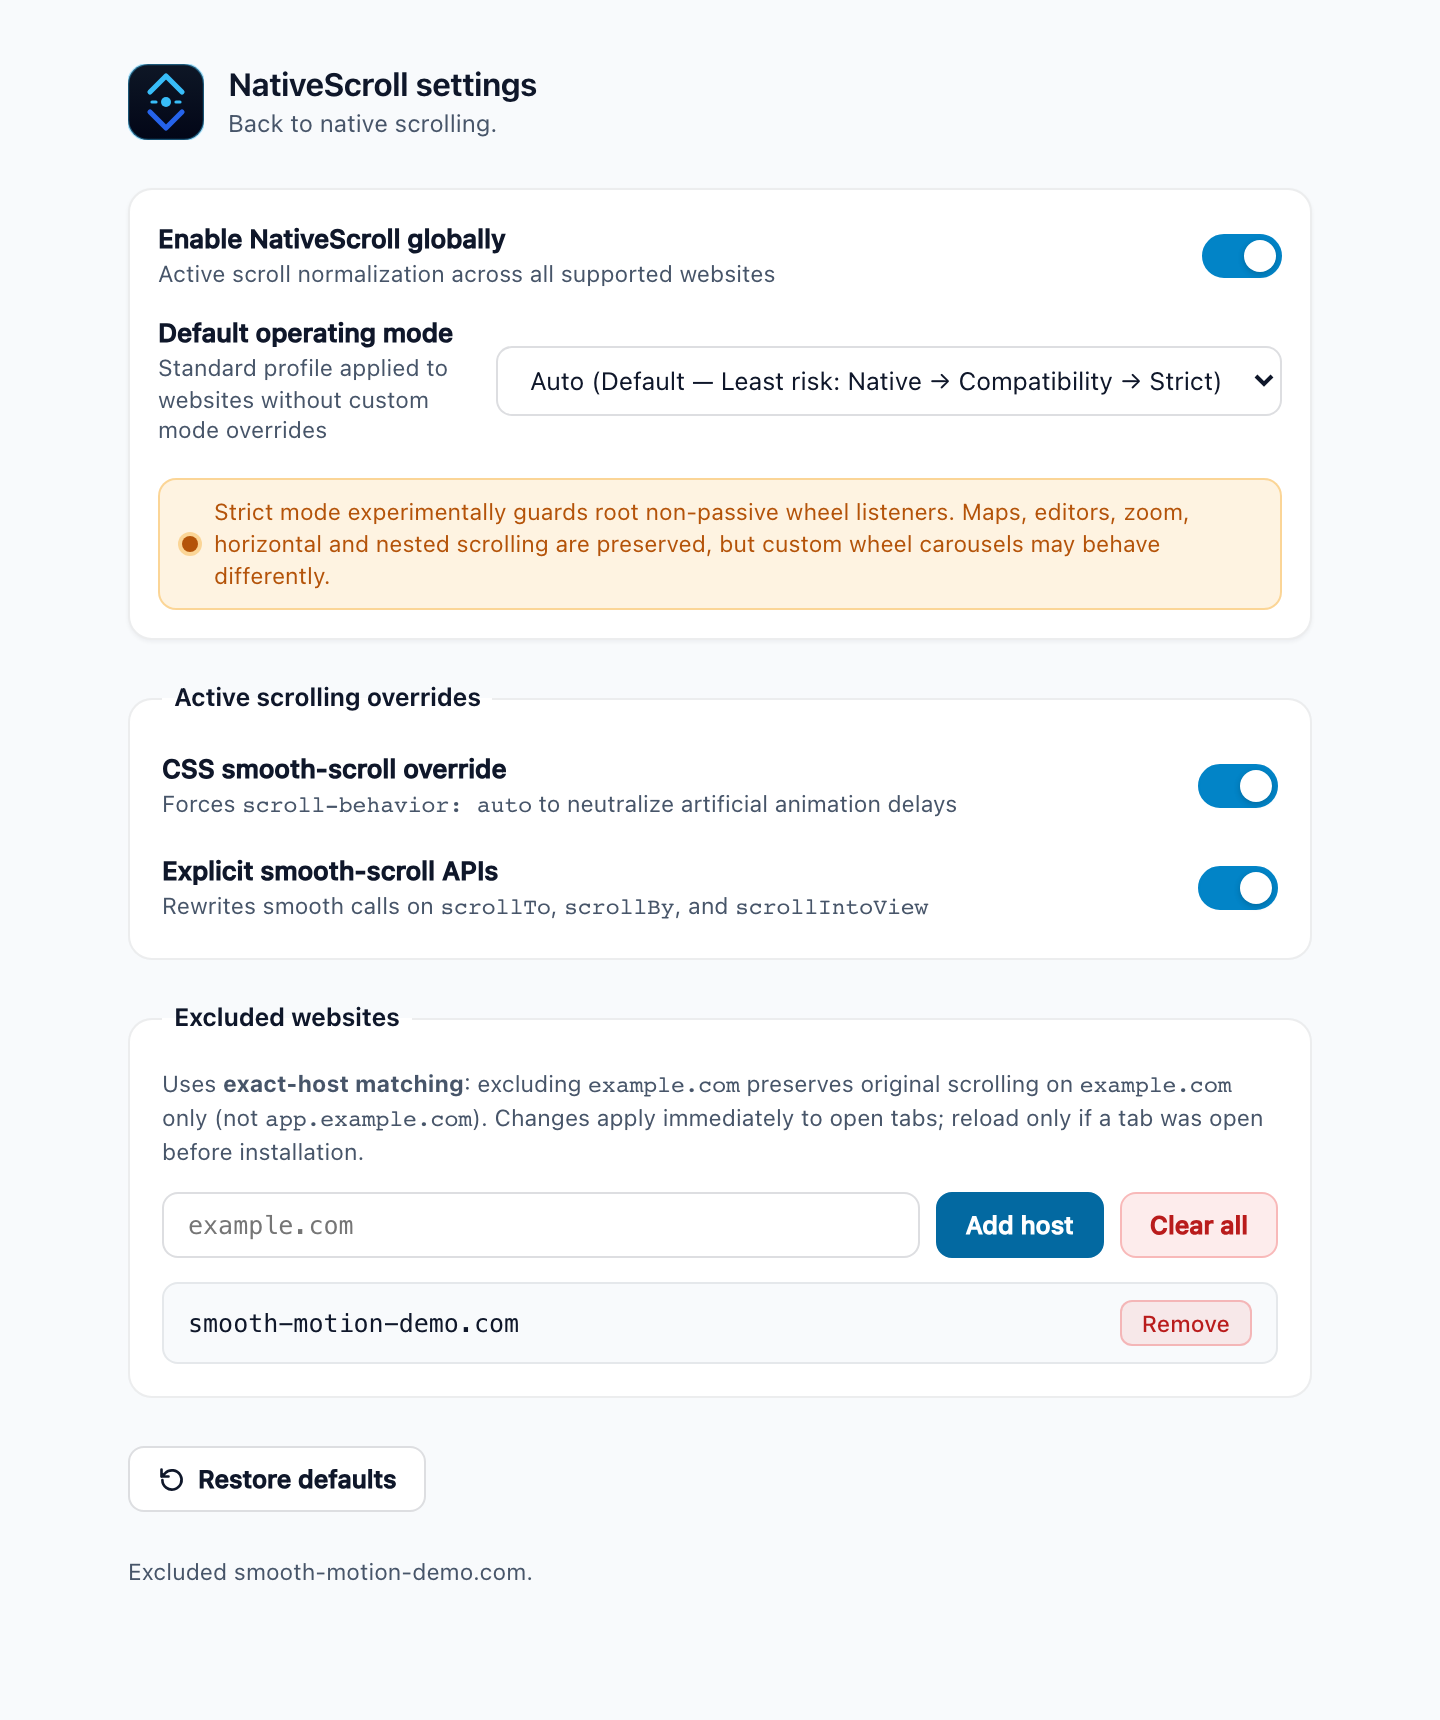 NativeScroll settings
Back to native scrolling.
Enable NativeScroll globally
Active scroll normalization across all supported websites
Default operating mode
Standard profile applied to
websites without custom
mode overrides
Auto (Default — Least risk: Native → Compatibility → Strict)
Strict mode experimentally guards root non-passive wheel listeners. Maps, editors, zoom,
horizontal and nested scrolling are preserved, but custom wheel carousels may behave
differently.
Active scrolling overrides
CSS smooth-scroll override
Forces scroll-behavior: auto to neutralize artificial animation delays
Explicit smooth-scroll APIs
Rewrites smooth calls on scrollTo, scrollBy, and scrollIntoView
Excluded websites
Uses exact-host matching: excluding example.com preserves original scrolling on example.com
only (not app.example.com). Changes apply immediately to open tabs; reload only if a tab was open
before installation.
example.com
Add host
Clear all
smooth-motion-demo.com
Remove
Restore defaults
Excluded smooth-motion-demo.com.